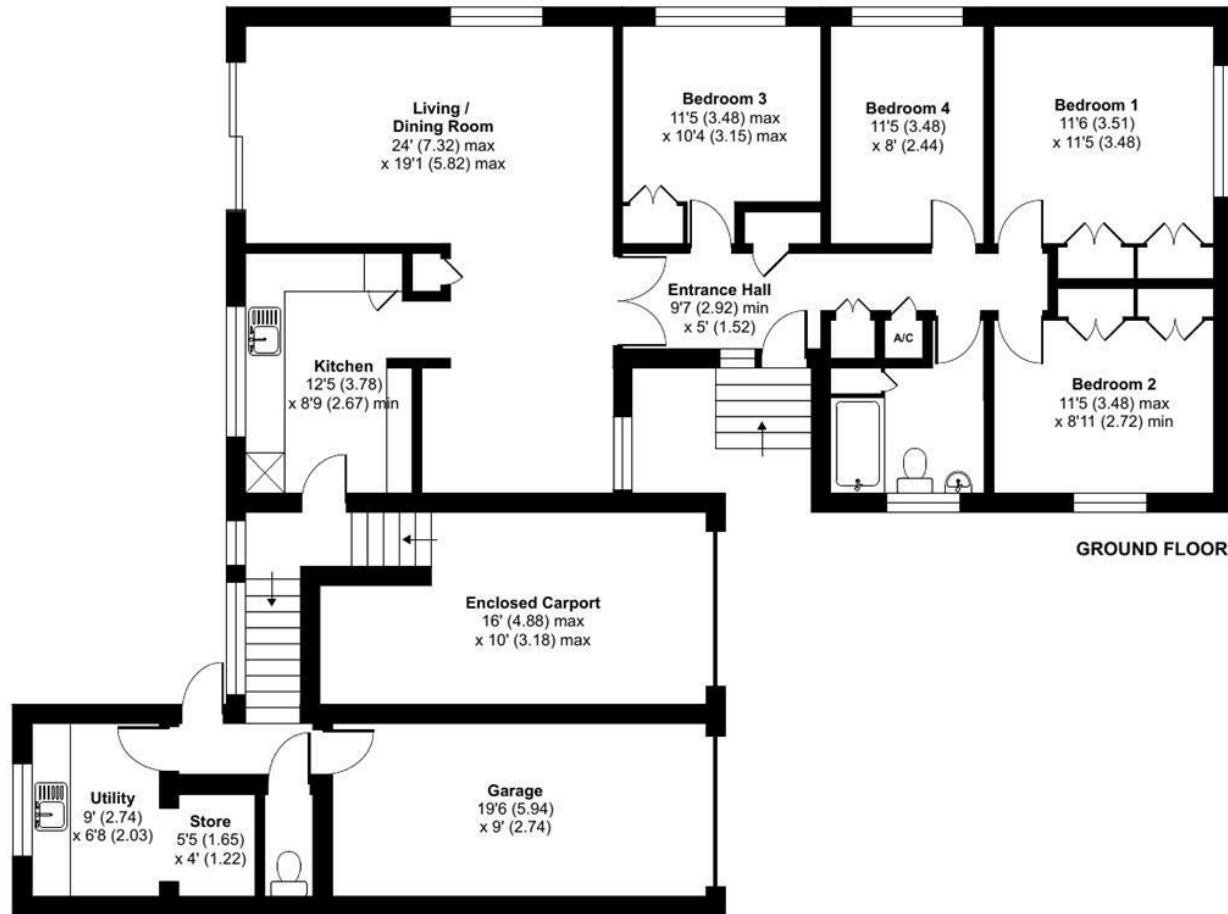 Living /
Dining Room
24' (7.32) max
x 19'1 (5.82) max
Bedroom 3
11'5 (3.48) max
x 10'4 (3.15) max
Bedroom 4
11'5 (3.48)
x 8' (2.44)
Bedroom 1
11'6 (3.51)
x 11'5 (3.48)
Entrance Hall
9'7 (2.92) min
x 5' (1.52)
A/C
Kitchen
12'5 (3.78)
x 8'9 (2.67) min
Bedroom 2
11'5 (3.48) max
x 8'11 (2.72) min
GROUND FLOOR
Enclosed Carport
16' (4.88) max
x 10' (3.18) max
Utility
9' (2.74)
x 6'8 (2.03)
Store
5'5 (1.65)
x 4' (1.22)
Garage
19'6 (5.94)
x 9' (2.74)